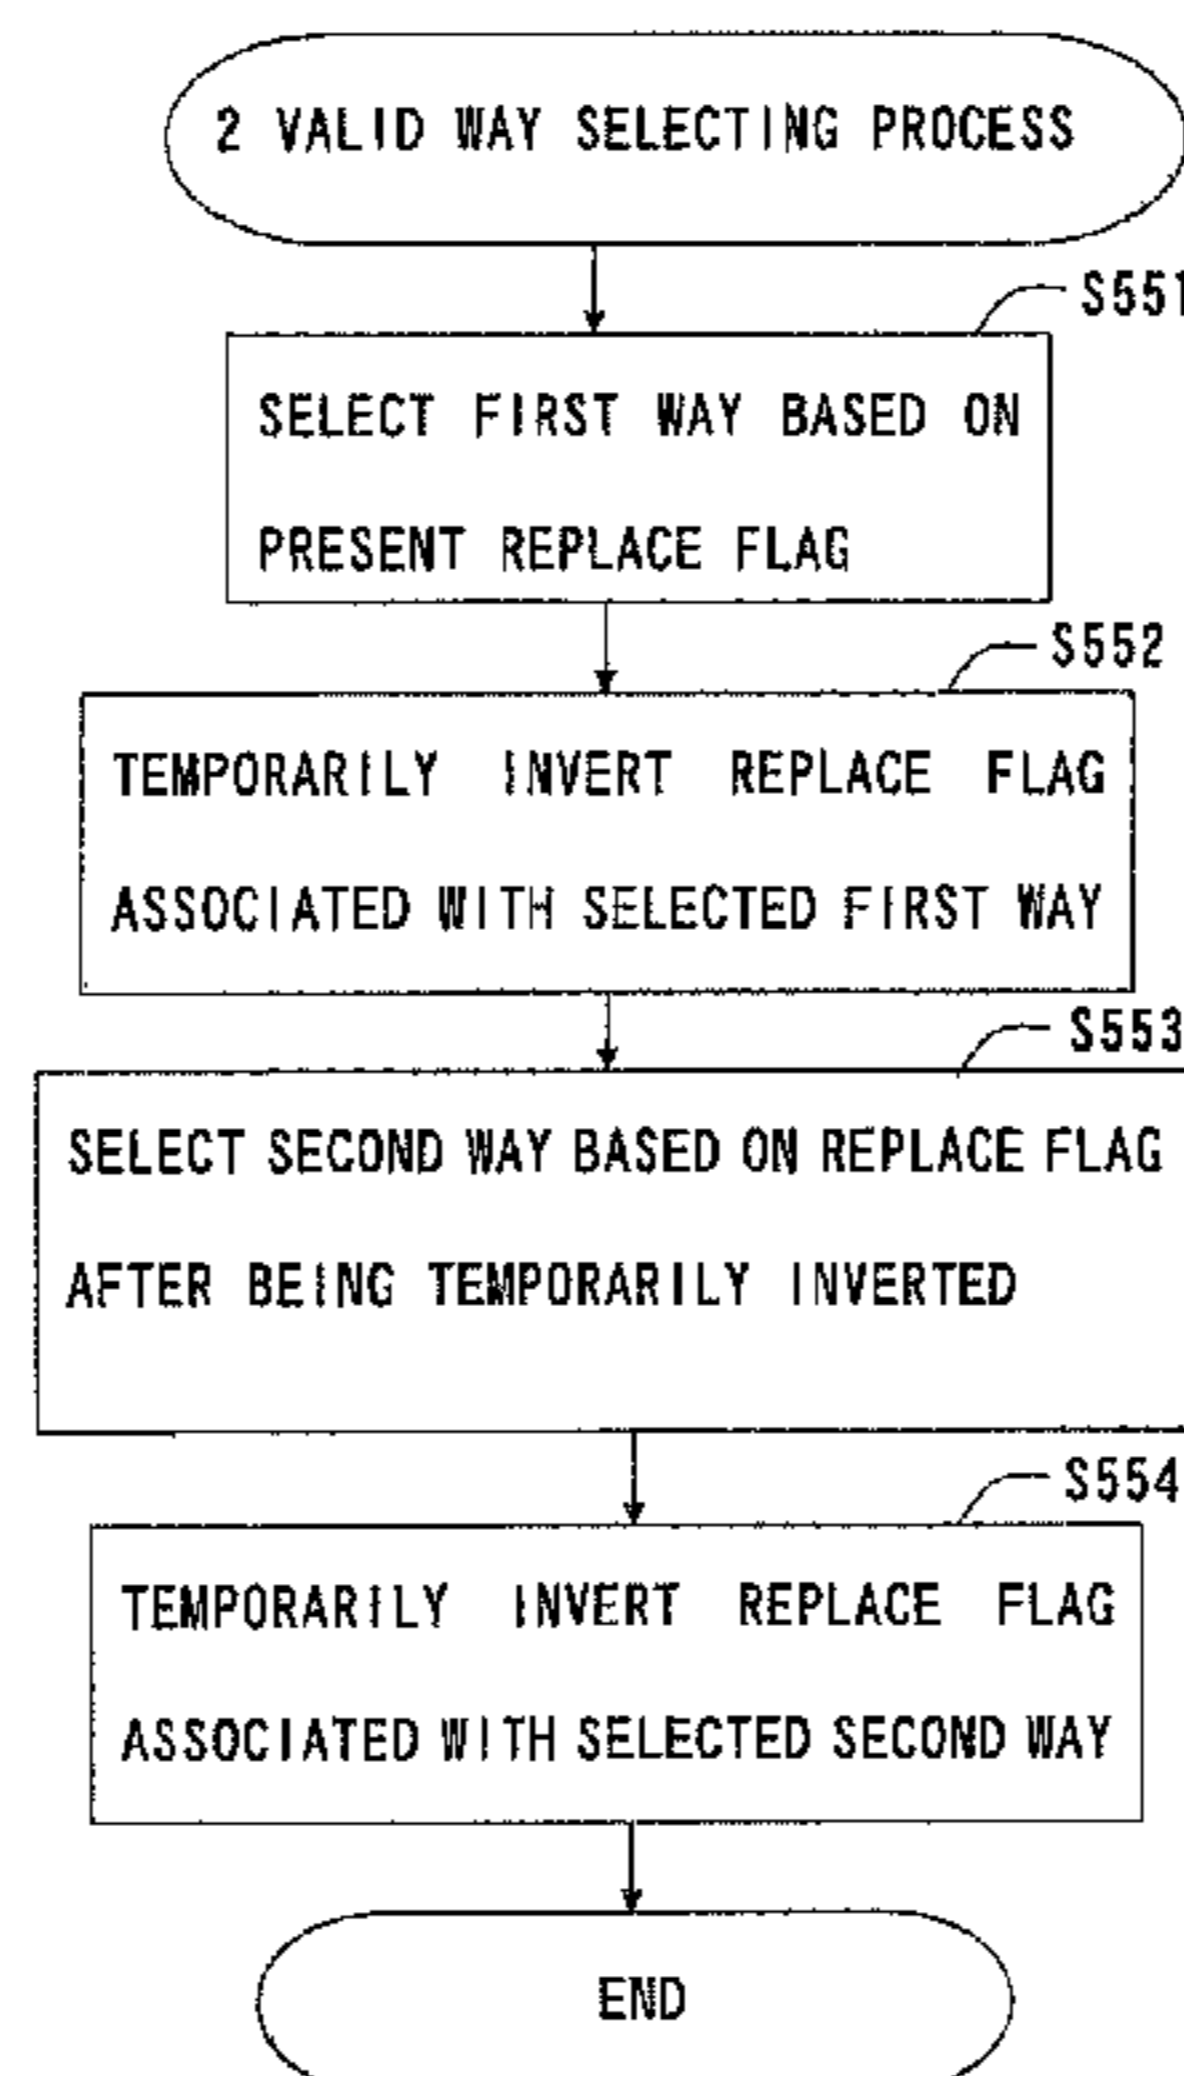 2 VALID WAY SELECTING PROCESS
S551
SELECT FIRST WAY BASED ON
PRESENT REPLACE FLAG
S552
TEMPORARILY INVERT REPLACE FLAG
ASSOCIATED WITH SELECTED FIRST WAY
S553
SELECT SECOND WAY BASED ON REPLACE FLAG
AFTER BEING TEMPORARILY INVERTED
S554
TEMPORARILY INVERT REPLACE FLAG
ASSOCIATED WITH SELECTED SECOND WAY
END